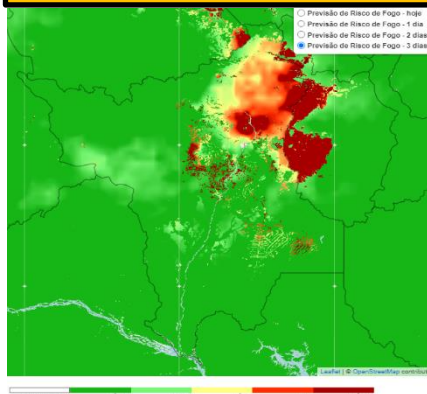 Previsão de Risco de Fogo - hoje
Previsão de Risco de Fogo - 1 dia
Previsão de Risco de Fogo - 2 dias
Previsão de Risco de Fogo - 3 dias
Leaflet | © OpenStreetMap contribut